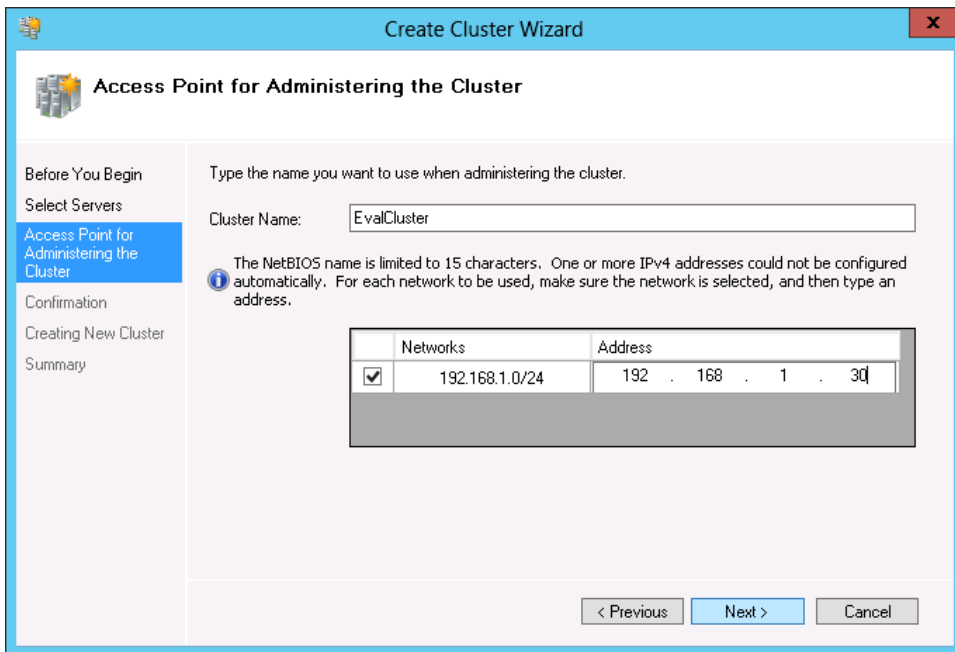 Create Cluster Wizard
x
Access Point for Administering the Cluster
Before You Begin
Select Servers
Access Point for
Administering the
Cluster
Confirmation
Creating New Cluster
Summary
Type the name you want to use when administering the cluster.
Cluster Name: EvalCluster
The NetBIOS name is limited to 15 characters. One or more IPv4 addresses could not be configured
automatically. For each network to be used, make sure the network is selected, and then type an
address.
Networks Address
192.168.1.0/24 192 . 168 . 1 . 30
< Previous Next > Cancel